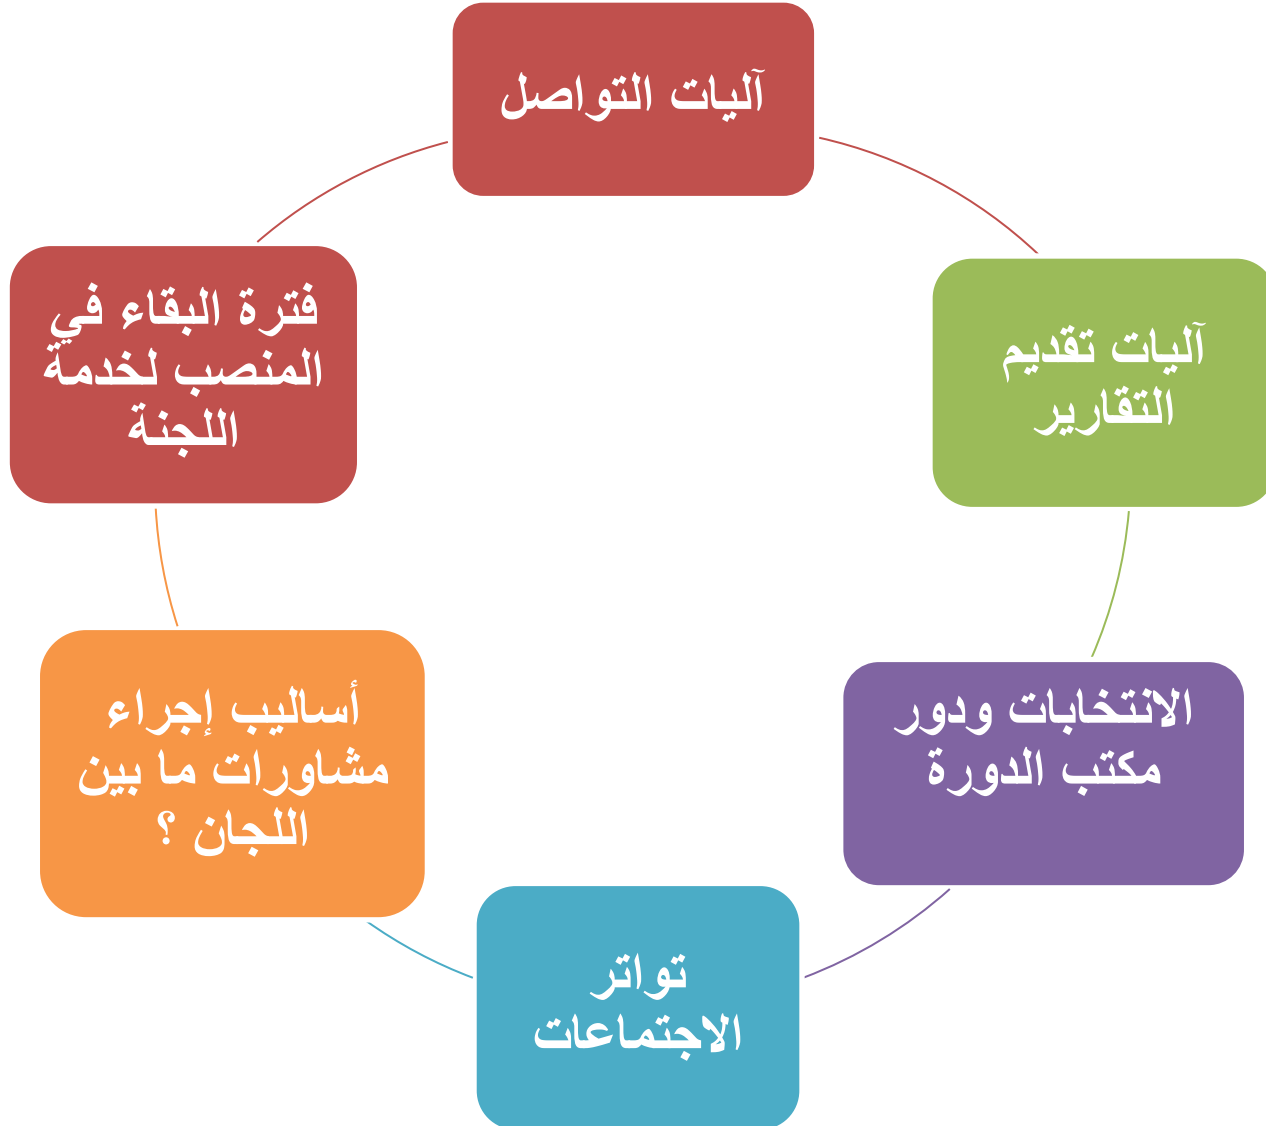 آليات التواصل
آليات تقديم
التقارير
الانتخابات ودور
مكتب الدورة
تواتر
الاجتماعات
أساليب إجراء
مشاورات ما بين
اللجان ؟
فترة البقاء في
المنصب لخدمة
اللجنة